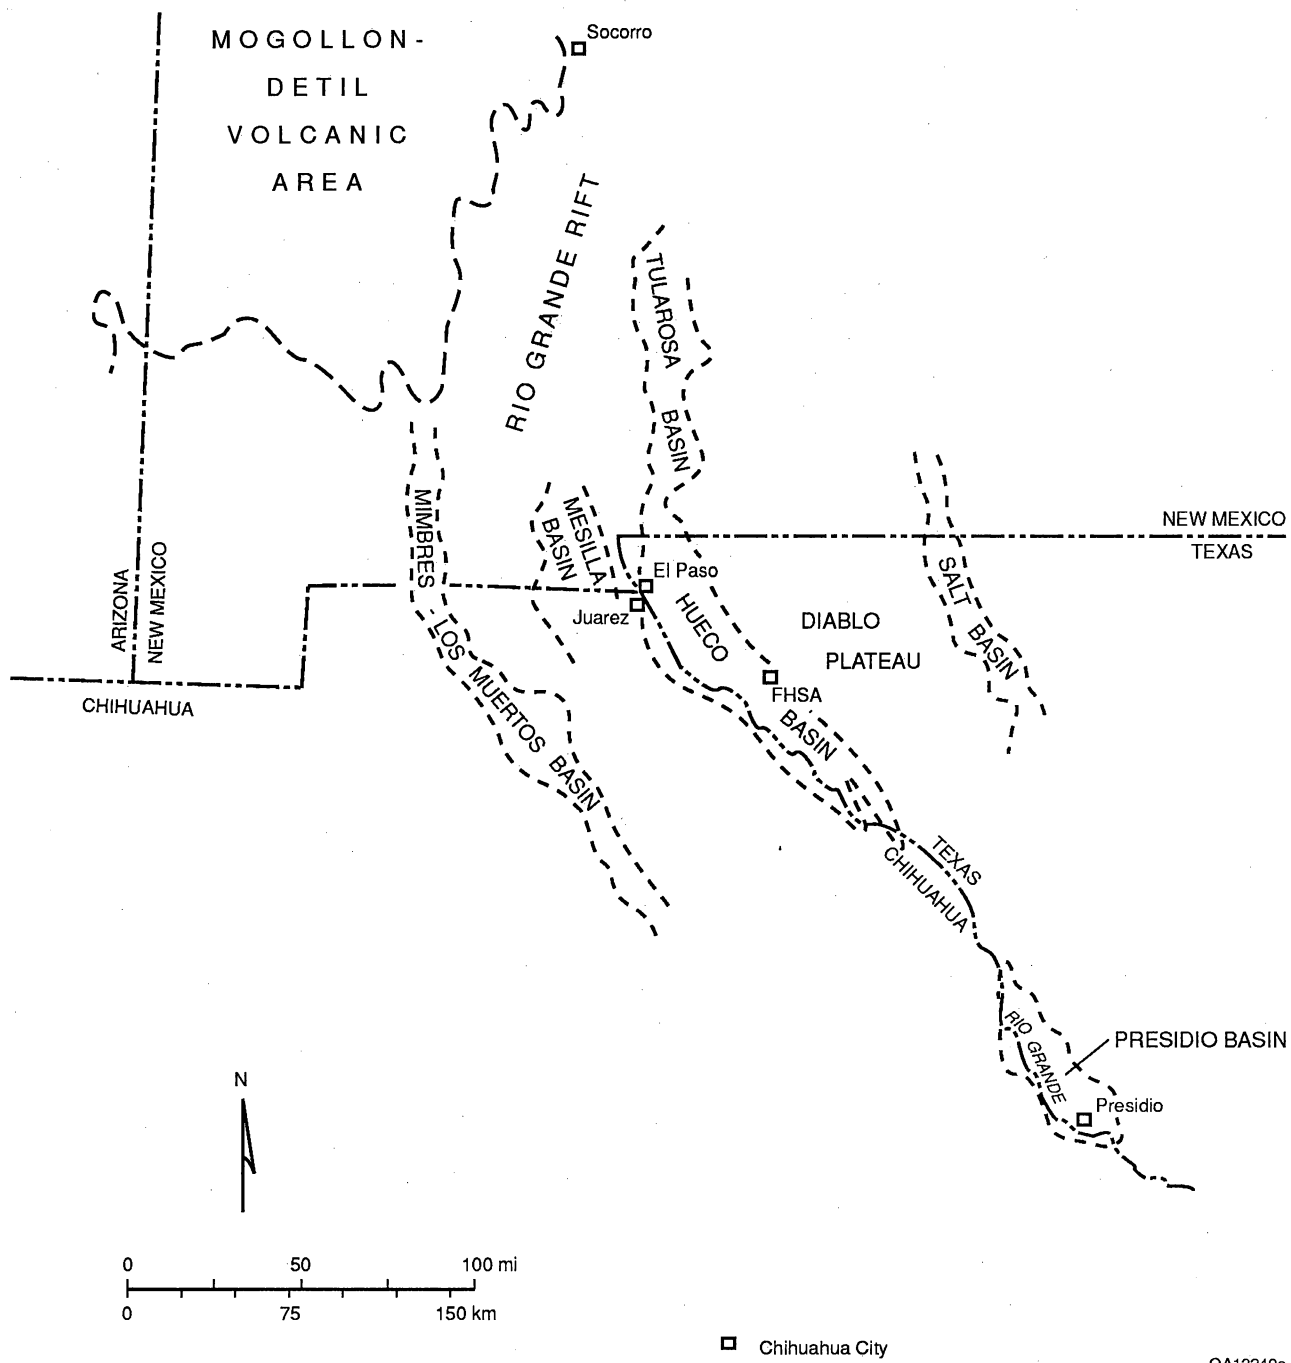 Socorro
MOGOLLON-
DETIL
VOLCANIC
AREA
RIO GRANDE RIFT
TULAROSA
BASIN
MIMBRES
MESILLA
BASIN
NEW MEXICO
TEXAS
ARIZONA
NEW MEXICO
El Paso
Juarez
HUECO
BASIN
DIABLO
PLATEAU
SALT
BASIN
FHSA
CHIHUAHUA
LOS MUERTOS BASIN
TEXAS
CHIHUAHUA
RIO GRANDE
PRESIDIO BASIN
Presidio
N
0 50 100 mi
0 75 150 km
Chihuahua City